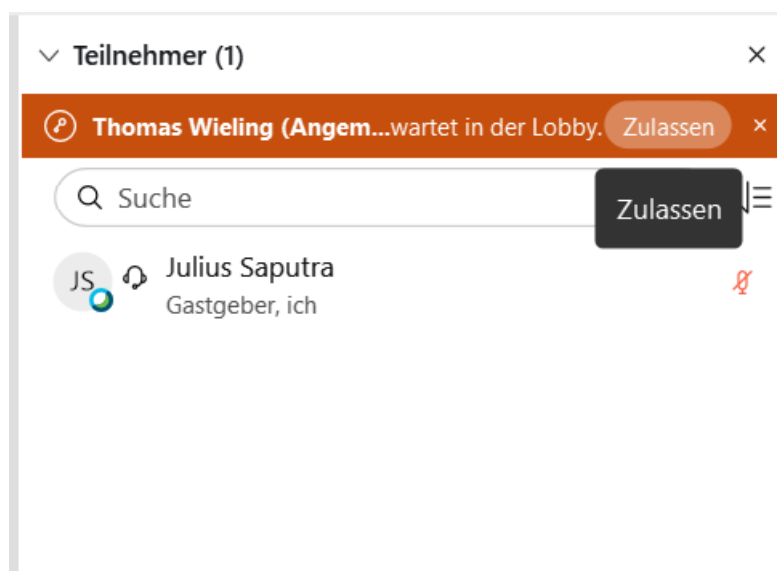 Teilnehmer (1)
Thomas Wieling (Angem...wartet in der Lobby. Zulassen
Suche
Zulassen
JS
Julius Saputra
Gastgeber, ich